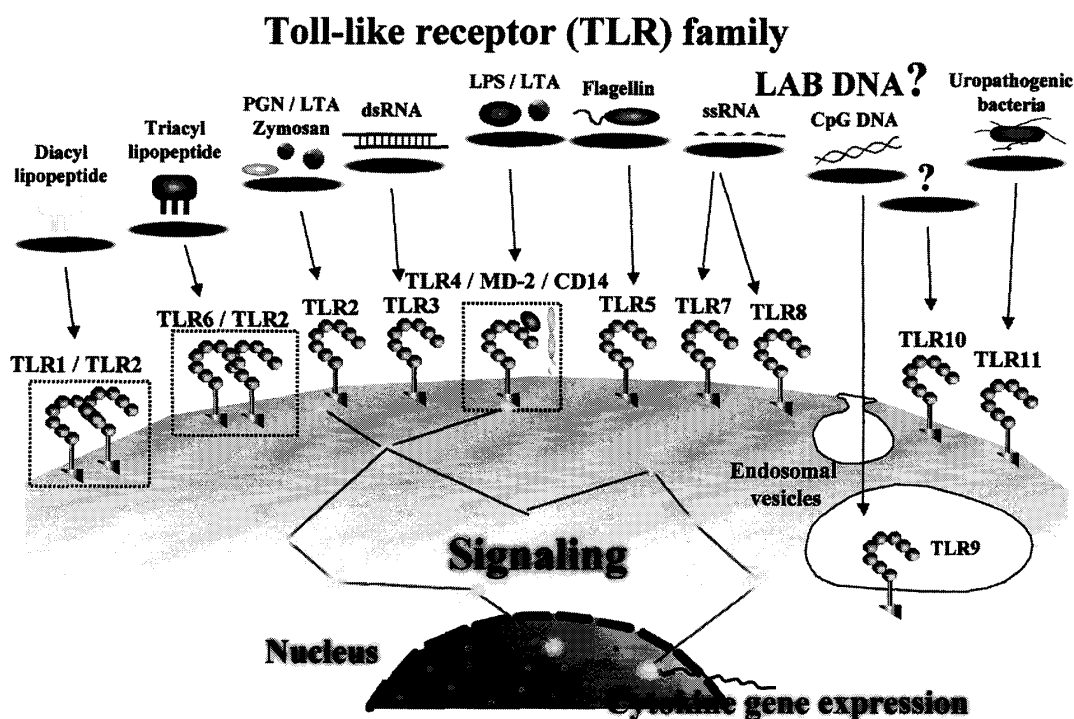 Toll-like receptor (TLR) family
Diacyl
lipopeptide
Triacyl
lipopeptide
PGN / LTA
Zymosan
dsRNA
LPS / LTA
Flagellin
ssRNA
LAB DNA?
CpG DNA
?
Uropathogenic
bacteria
TLR1 / TLR2
TLR6 / TLR2
TLR2
TLR3
TLR4 / MD-2 / CD14
TLR5
TLR7
TLR8
TLR10
TLR11
Endosomal
vesicles
TLR9
Signaling
Nucleus
Cytokine gene expression